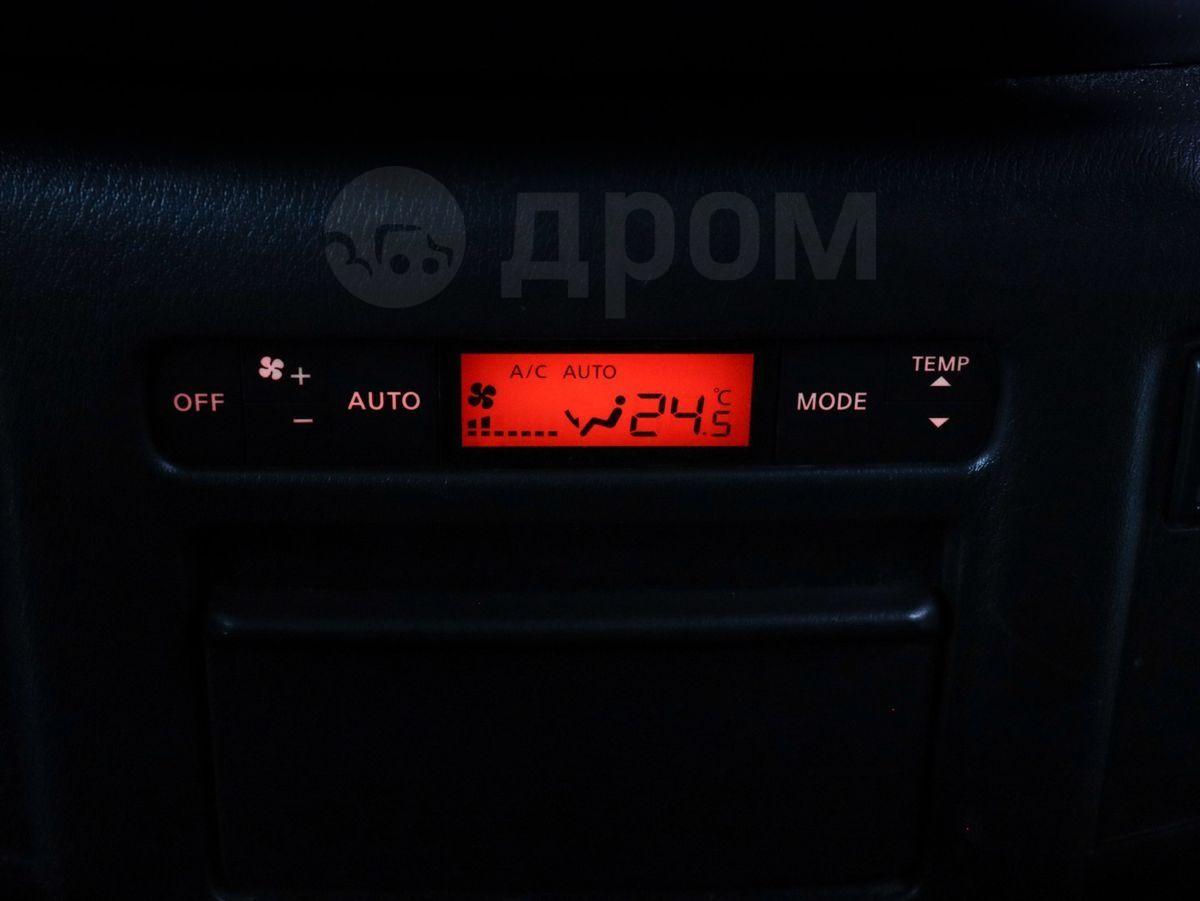 дром
OFF
+
−
AUTO
A/C AUTO
24.5 °C
MODE
TEMP